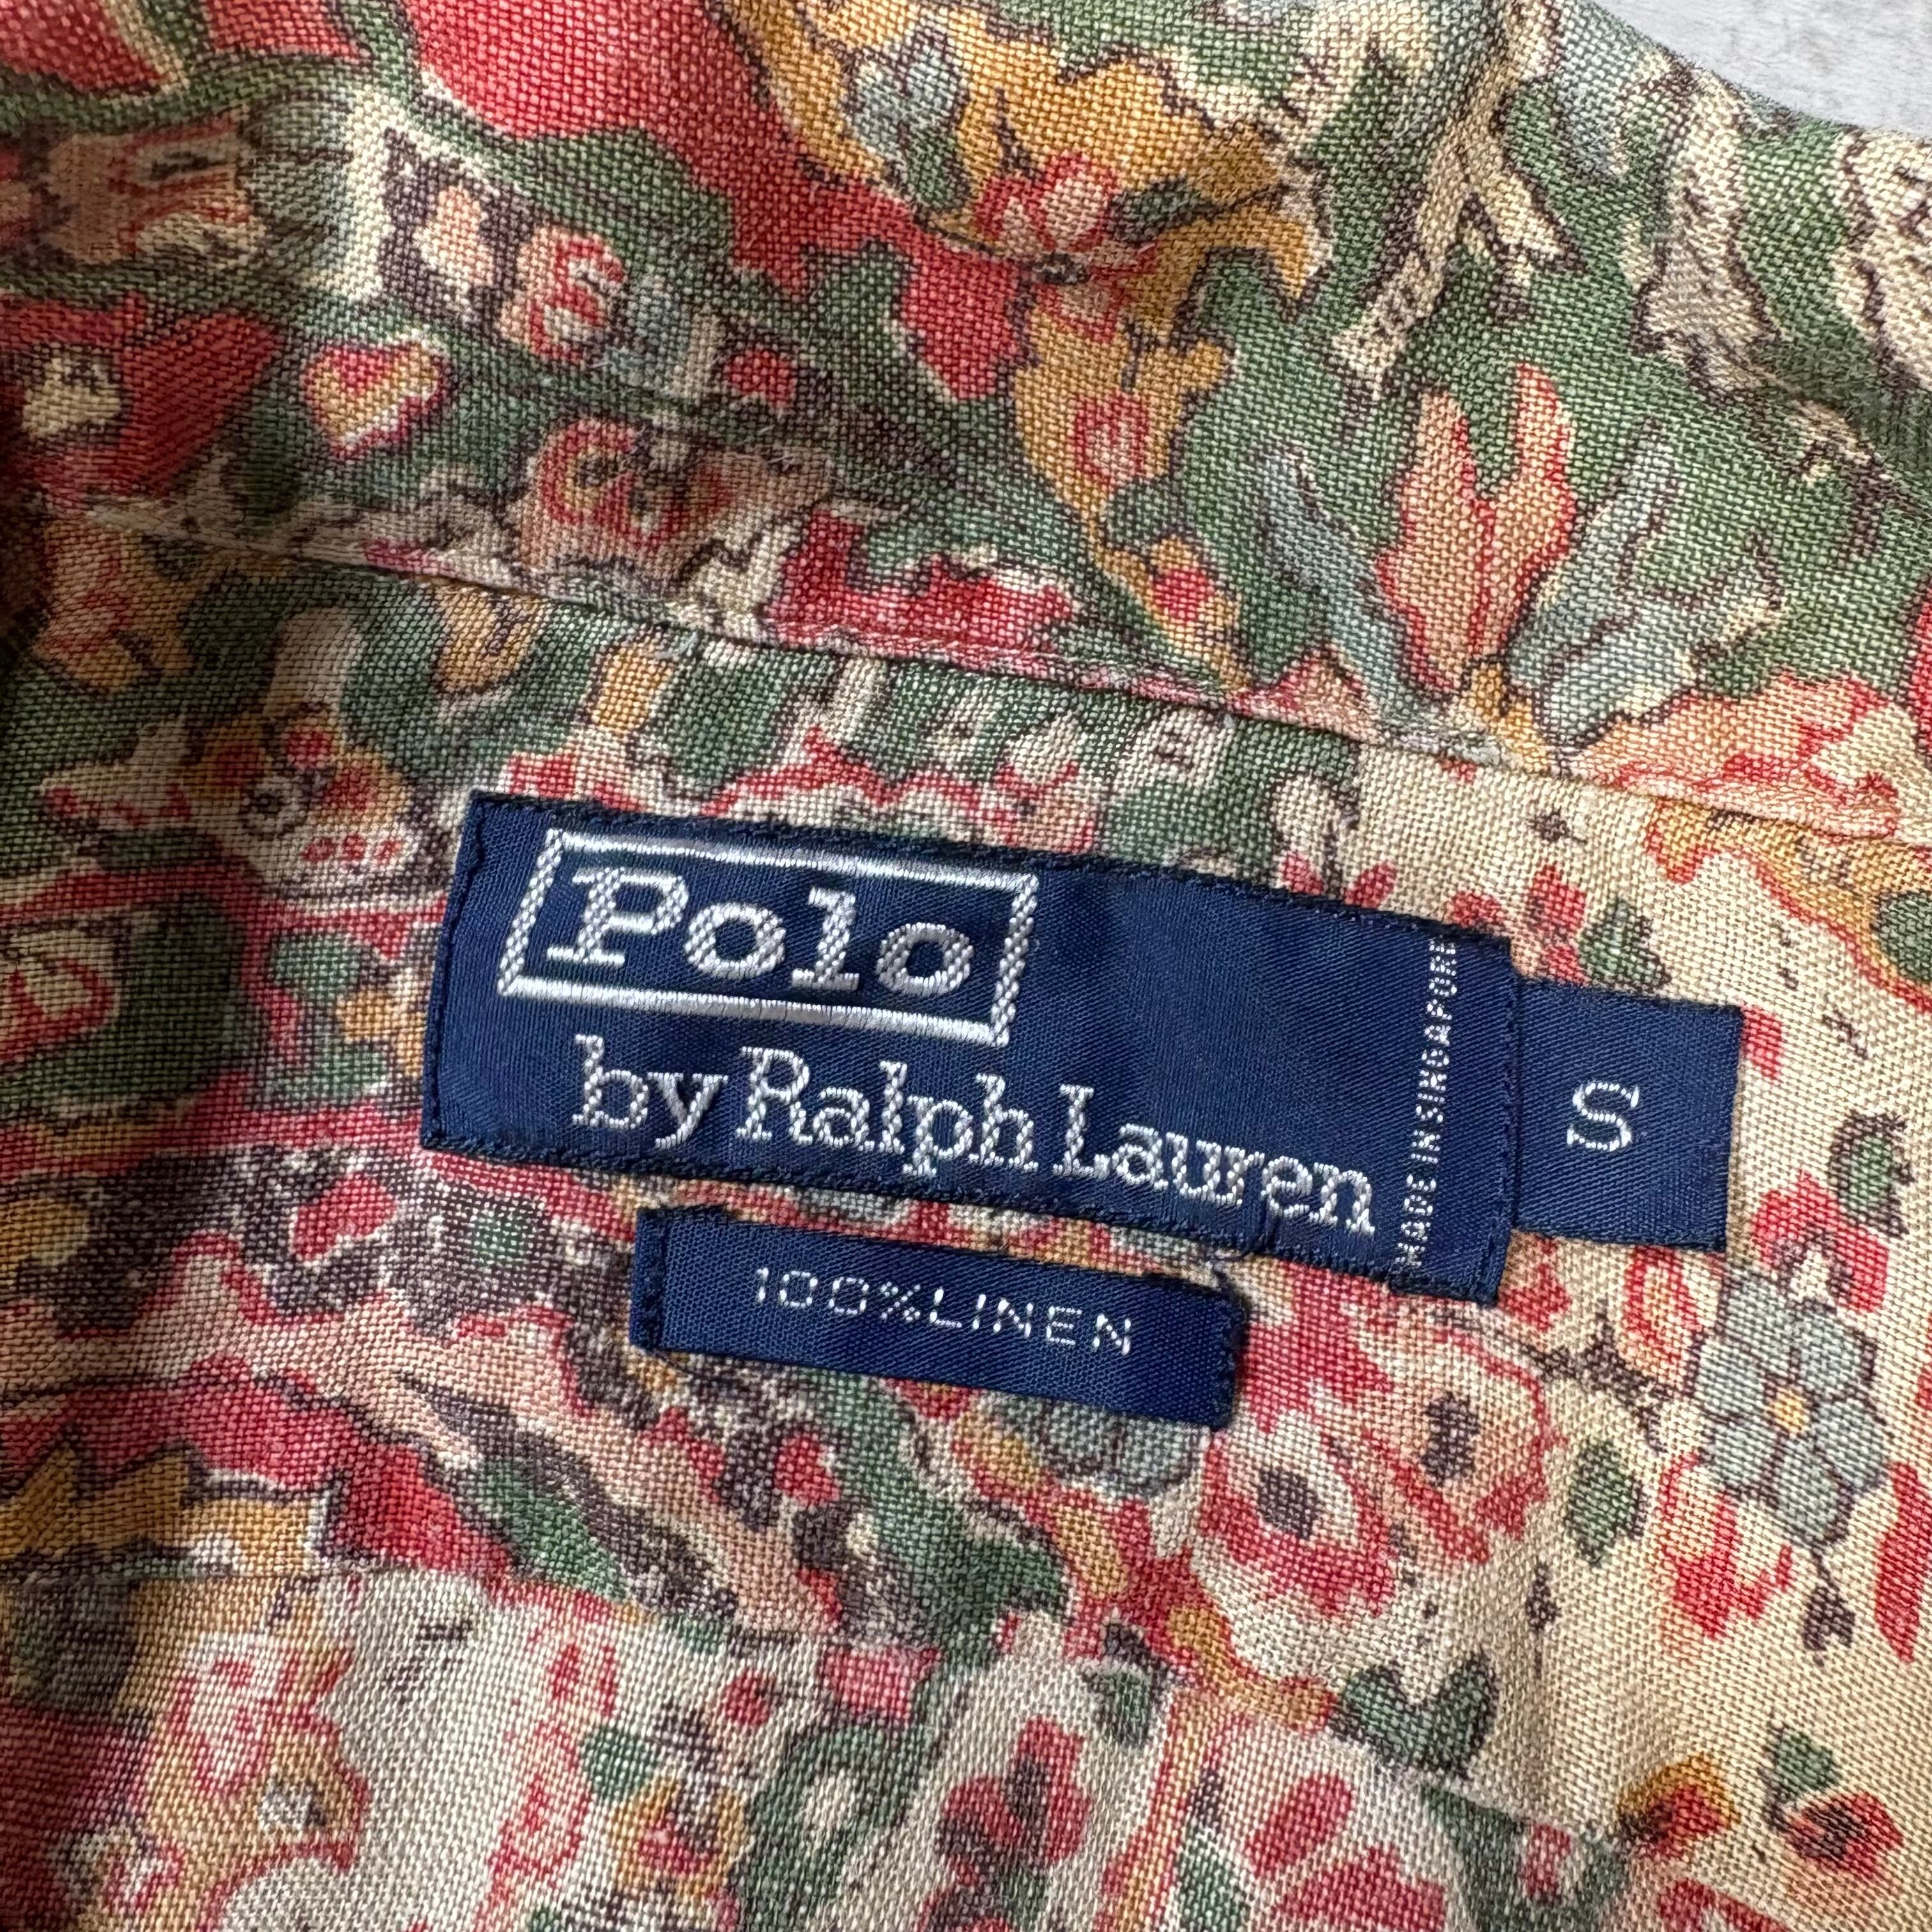 Polo
by Ralph Lauren
MADE IN SINGAPORE
S
100%LINEN